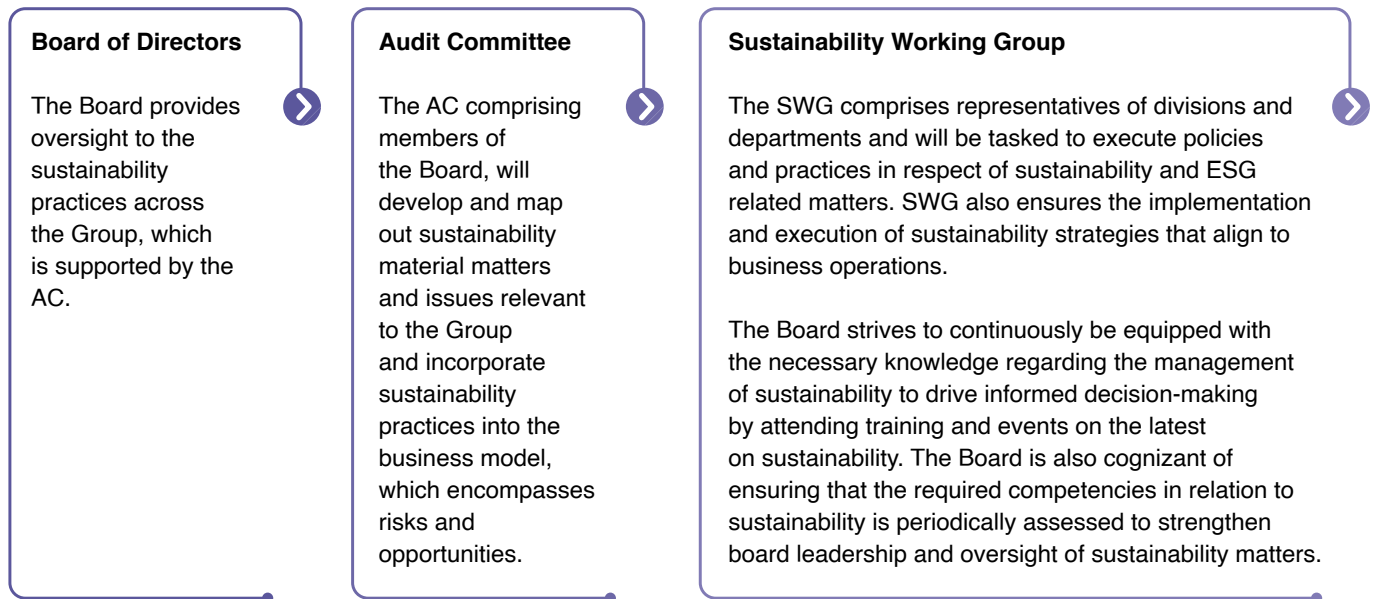 Board of Directors
The Board provides
oversight to the
sustainability
practices across
the Group, which
is supported by the
AC.
Audit Committee
The AC comprising
members of
the Board, will
develop and map
out sustainability
material matters
and issues relevant
to the Group
and incorporate
sustainability
practices into the
business model,
which encompasses
risks and
opportunities.
Sustainability Working Group
The SWG comprises representatives of divisions and
departments and will be tasked to execute policies
and practices in respect of sustainability and ESG
related matters. SWG also ensures the implementation
and execution of sustainability strategies that align to
business operations.
The Board strives to continuously be equipped with
the necessary knowledge regarding the management
of sustainability to drive informed decision-making
by attending training and events on the latest
on sustainability. The Board is also cognizant of
ensuring that the required competencies in relation to
sustainability is periodically assessed to strengthen
board leadership and oversight of sustainability matters.